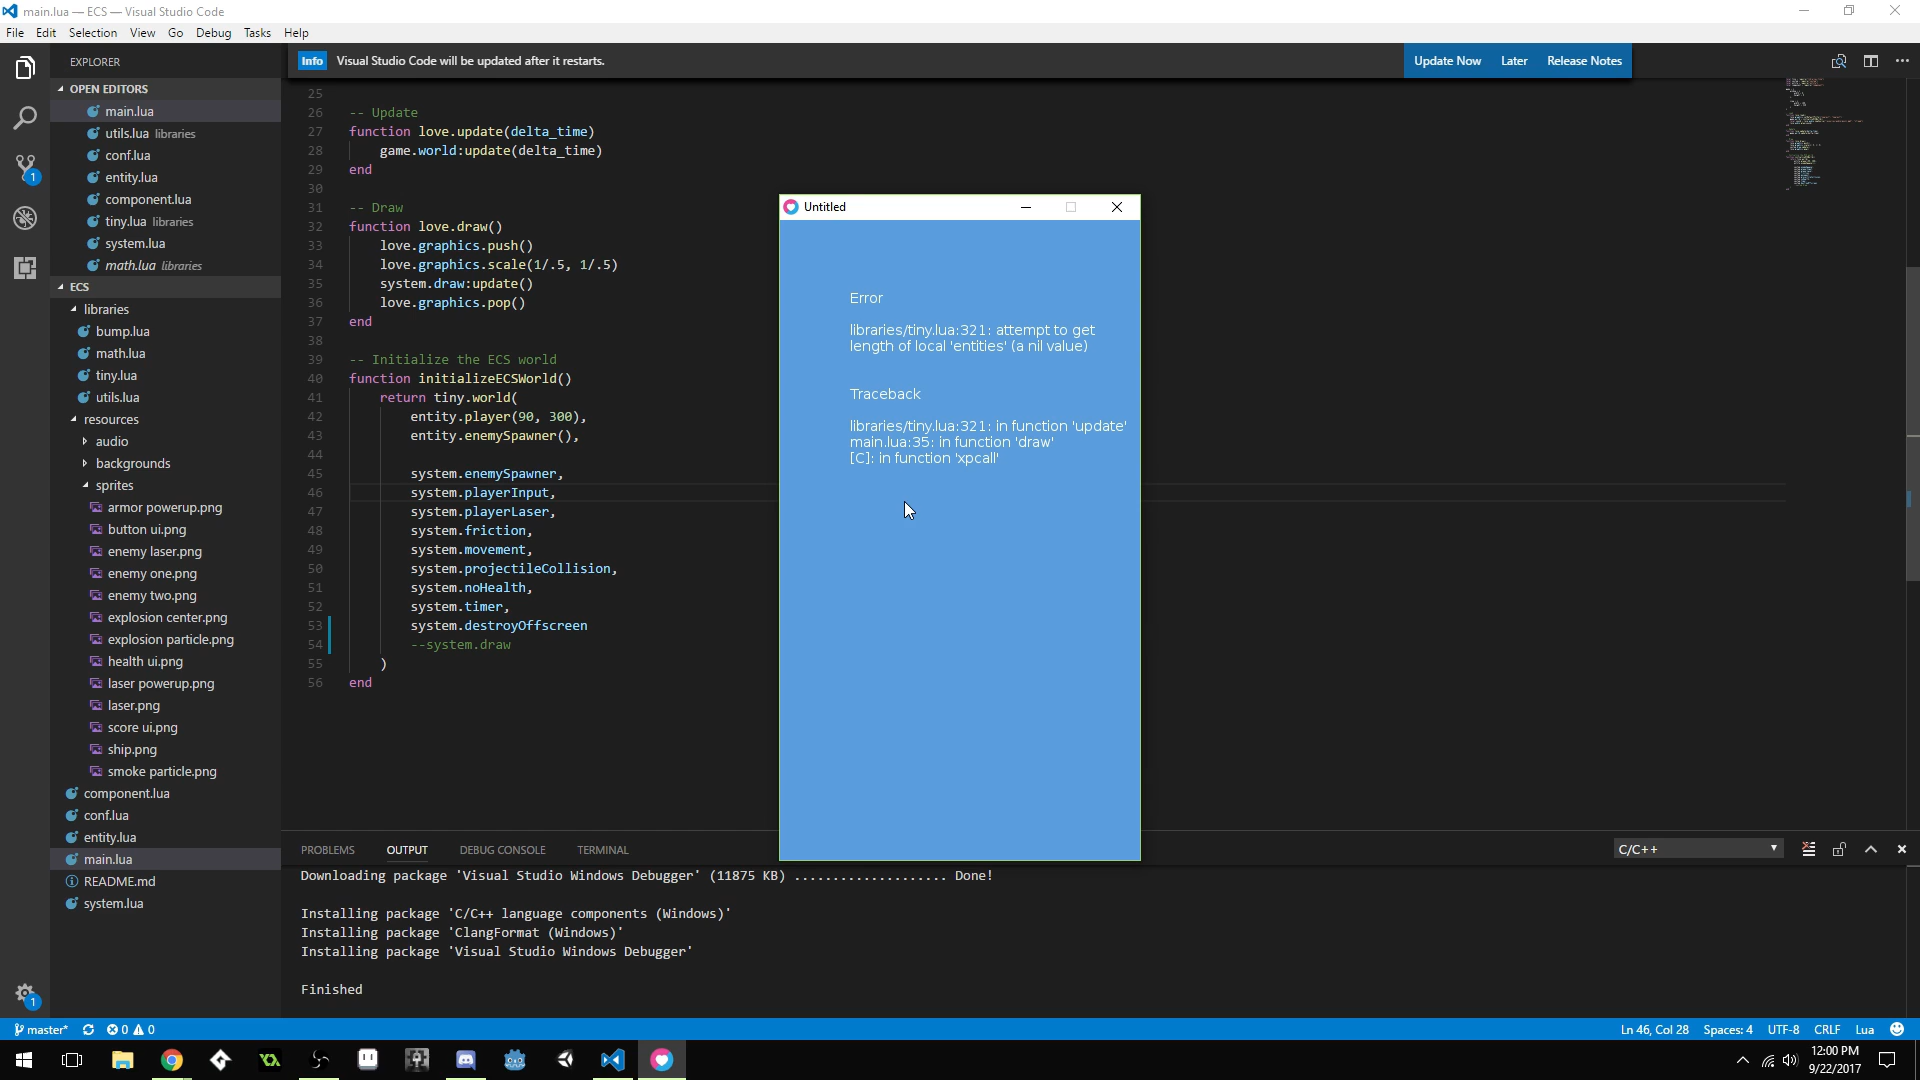 main.lua — ECS — Visual Studio Code
File Edit Selection View Go Debug Tasks Help
EXPLORER
OPEN EDITORS
main.lua
utils.lua libraries
conf.lua
entity.lua
component.lua
tiny.lua libraries
system.lua
math.lua libraries
ECS
libraries
bump.lua
math.lua
tiny.lua
utils.lua
resources
audio
backgrounds
sprites
armor powerup.png
button ui.png
enemy laser.png
enemy one.png
enemy two.png
explosion center.png
explosion particle.png
health ui.png
laser powerup.png
laser.png
score ui.png
ship.png
smoke particle.png
component.lua
conf.lua
entity.lua
main.lua
README.md
system.lua
1
1
Info Visual Studio Code will be updated after it restarts.
Update Now Later Release Notes
25
26 -- Update
27 function love.update(delta_time)
28 game.world:update(delta_time)
29 end
30
31 -- Draw
32 function love.draw()
33 love.graphics.push()
34 love.graphics.scale(1/.5, 1/.5)
35 system.draw:update()
36 love.graphics.pop()
37 end
38
39 -- Initialize the ECS world
40 function initializeECSWorld()
41 return tiny.world(
42 entity.player(90, 300),
43 entity.enemySpawner(),
44
45 system.enemySpawner,
46 system.playerInput,
47 system.playerLaser,
48 system.friction,
49 system.movement,
50 system.projectileCollision,
51 system.noHealth,
52 system.timer,
53 system.destroyOffscreen
54 --system.draw
55 )
56 end
Untitled
Error
libraries/tiny.lua:321: attempt to get
length of local 'entities' (a nil value)
Traceback
libraries/tiny.lua:321: in function 'update'
main.lua:35: in function 'draw'
[C]: in function 'xpcall'
PROBLEMS OUTPUT DEBUG CONSOLE TERMINAL
C/C++
Downloading package 'Visual Studio Windows Debugger' (11875 KB) .................... Done!
Installing package 'C/C++ language components (Windows)'
Installing package 'ClangFormat (Windows)'
Installing package 'Visual Studio Windows Debugger'
Finished
master* 0 0
Ln 46, Col 28 Spaces: 4 UTF-8 CRLF Lua
12:00 PM
9/22/2017